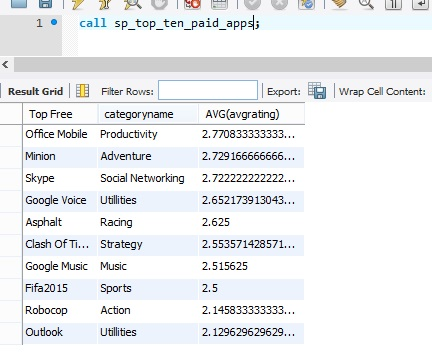 1 call sp_top_ten_paid_apps;
Result Grid Filter Rows: Export: Wrap Cell Content:
Top Free categoryname AVG(avgrating)
Office Mobile Productivity 2.770833333333...
Minion Adventure 2.729166666666...
Skype Social Networking 2.722222222222...
Google Voice Utillities 2.652173913043...
Asphalt Racing 2.625
Clash Of Ti... Strategy 2.553571428571...
Google Music Music 2.515625
Fifa2015 Sports 2.5
Robocop Action 2.145833333333...
Outlook Utillities 2.129629629629...